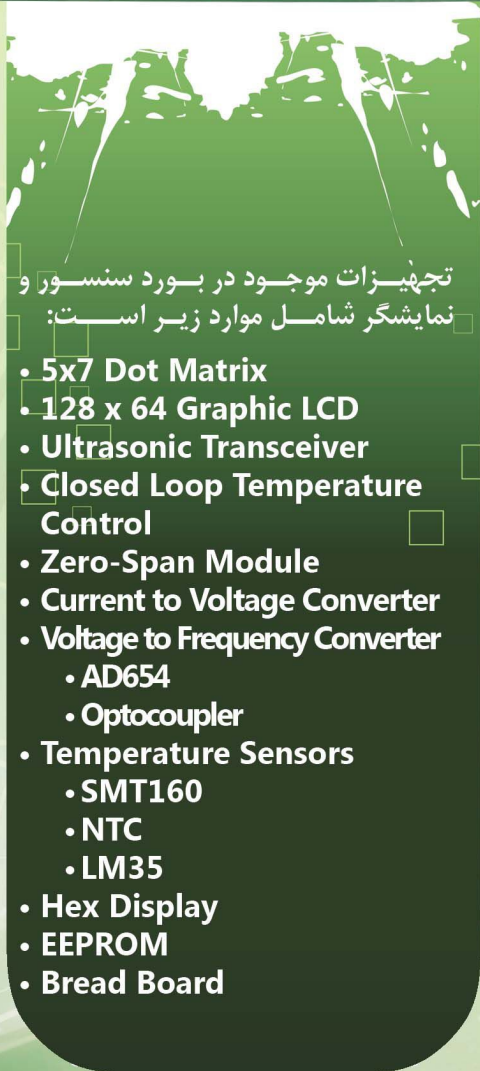 تجهیزات موجود در بورد سنسور و
نمایشگر شامل موارد زیر است:
• 5x7 Dot Matrix
• 128 x 64 Graphic LCD
• Ultrasonic Transceiver
• Closed Loop Temperature
Control
• Zero-Span Module
• Current to Voltage Converter
• Voltage to Frequency Converter
• AD654
• Optocoupler
• Temperature Sensors
• SMT160
• NTC
• LM35
• Hex Display
• EEPROM
• Bread Board